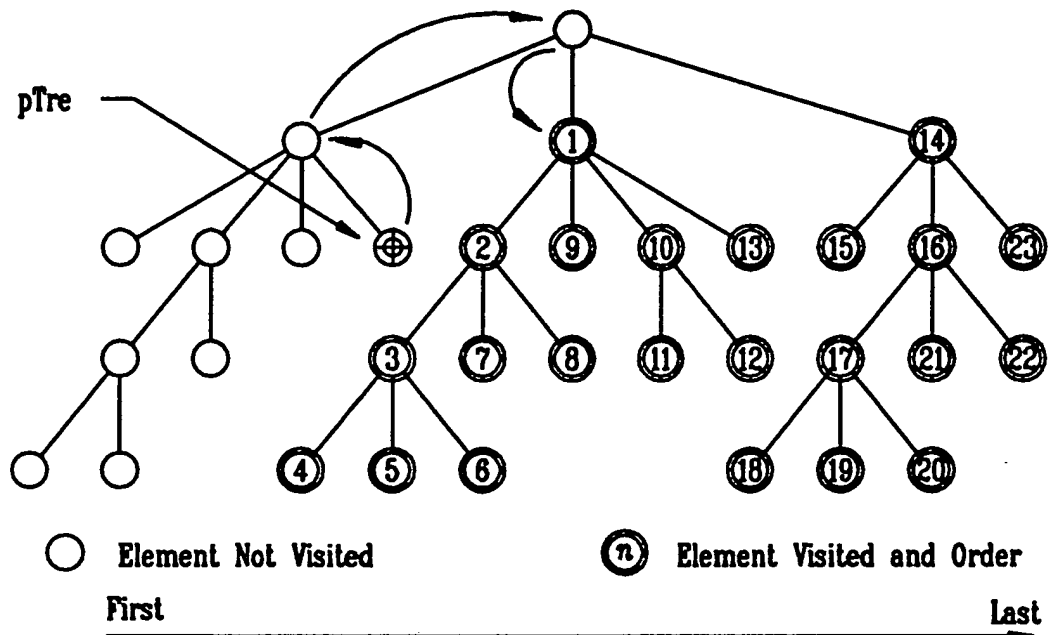 pTre
1 14
2 9 10 13 15 16 23
3 7 8 11 12 17 21 22
4 5 6 18 19 20
Element Not Visited n Element Visited and Order
First Last